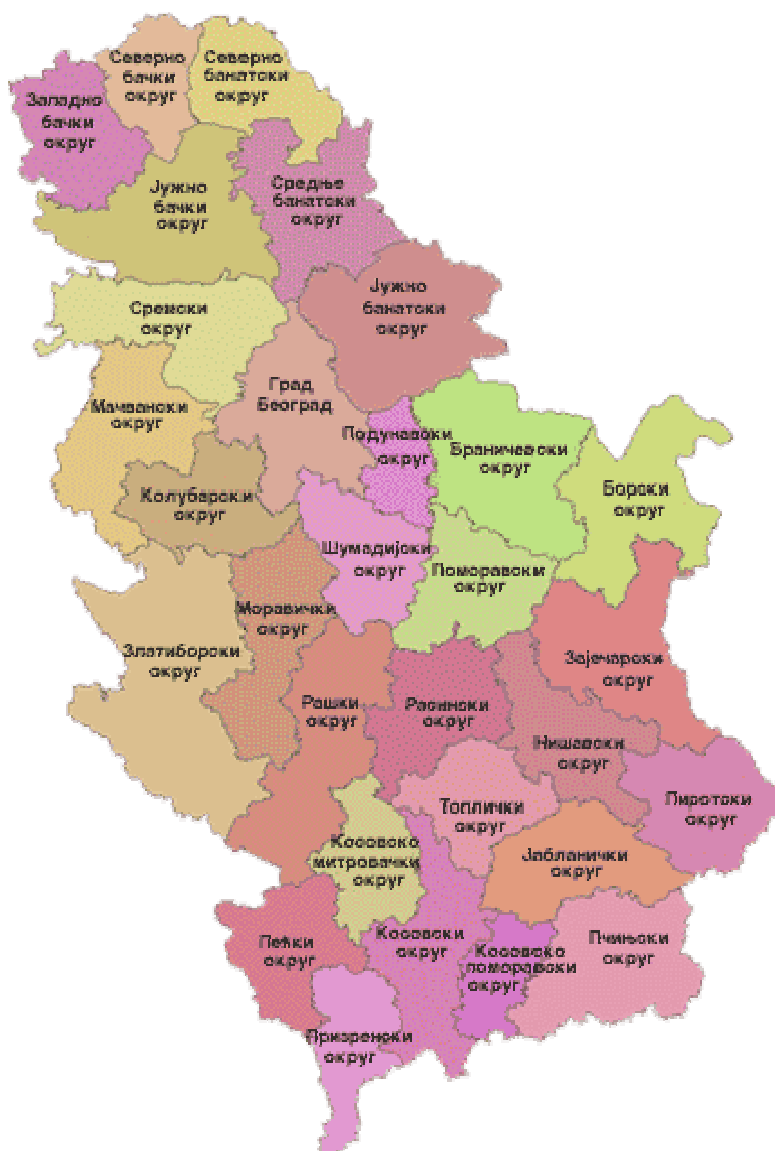 Северно
бачки
округ
Северно
банатски
округ
Западно
бачки
округ
Јужно
бачки
округ
Средње
банатски
округ
Јужно
банатски
округ
Сремски
округ
Град
Београд
Мачвански
округ
Подунавски
округ
Браничевски
округ
Борски
округ
Колубарски
округ
Шумадијски
округ
Поморавски
округ
Моравички
округ
Златиборски
округ
Зајечарски
округ
Рашки
округ
Расински
округ
Нишавски
округ
Пиротски
округ
Топлички
округ
Јабланички
округ
Косовско
митровачки
округ
Пећки
округ
Косовски
округ
Косовско
поморавски
округ
Пчињски
округ
Призренски
округ